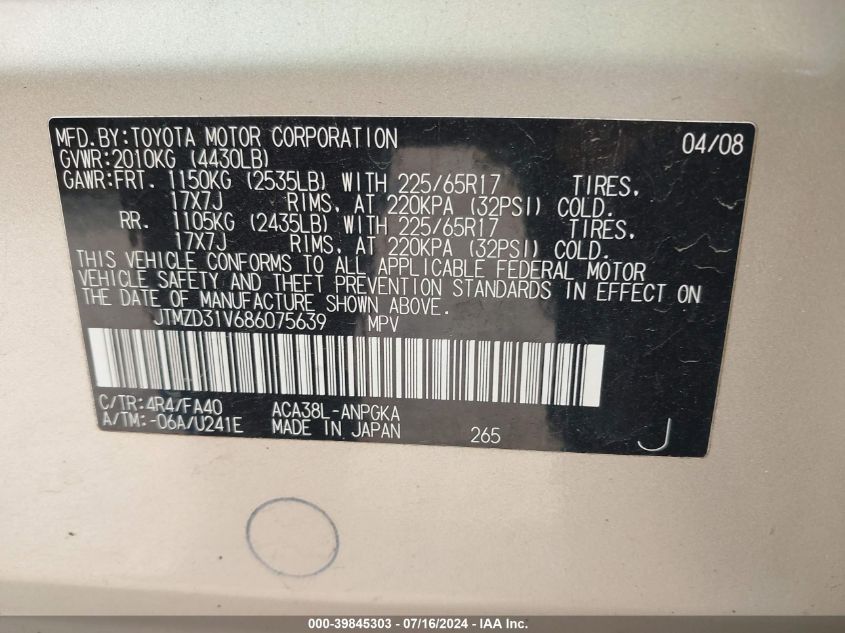 MFD.BY:TOYOTA MOTOR CORPORATION 04/08
GVWR:2010KG (4430LB)
GAWR:FRT. 1150KG (2535LB) WITH 225/65R17 TIRES,
17X7J RIMS, AT 220KPA (32PSI) COLD.
RR. 1105KG (2435LB) WITH 225/65R17 TIRES,
17X7J RIMS, AT 220KPA (32PSI) COLD.
THIS VEHICLE CONFORMS TO ALL APPLICABLE FEDERAL MOTOR
VEHICLE SAFETY AND THEFT PREVENTION STANDARDS IN EFFECT ON
THE DATE OF MANUFACTURE SHOWN ABOVE.
JTMZD31V686075639 MPV
C/TR:4R4/FA40 ACA38L-ANPGKA
A/TM:-06A/U241E MADE IN JAPAN 265 J
000-39845303 - 07/16/2024 - IAA Inc.